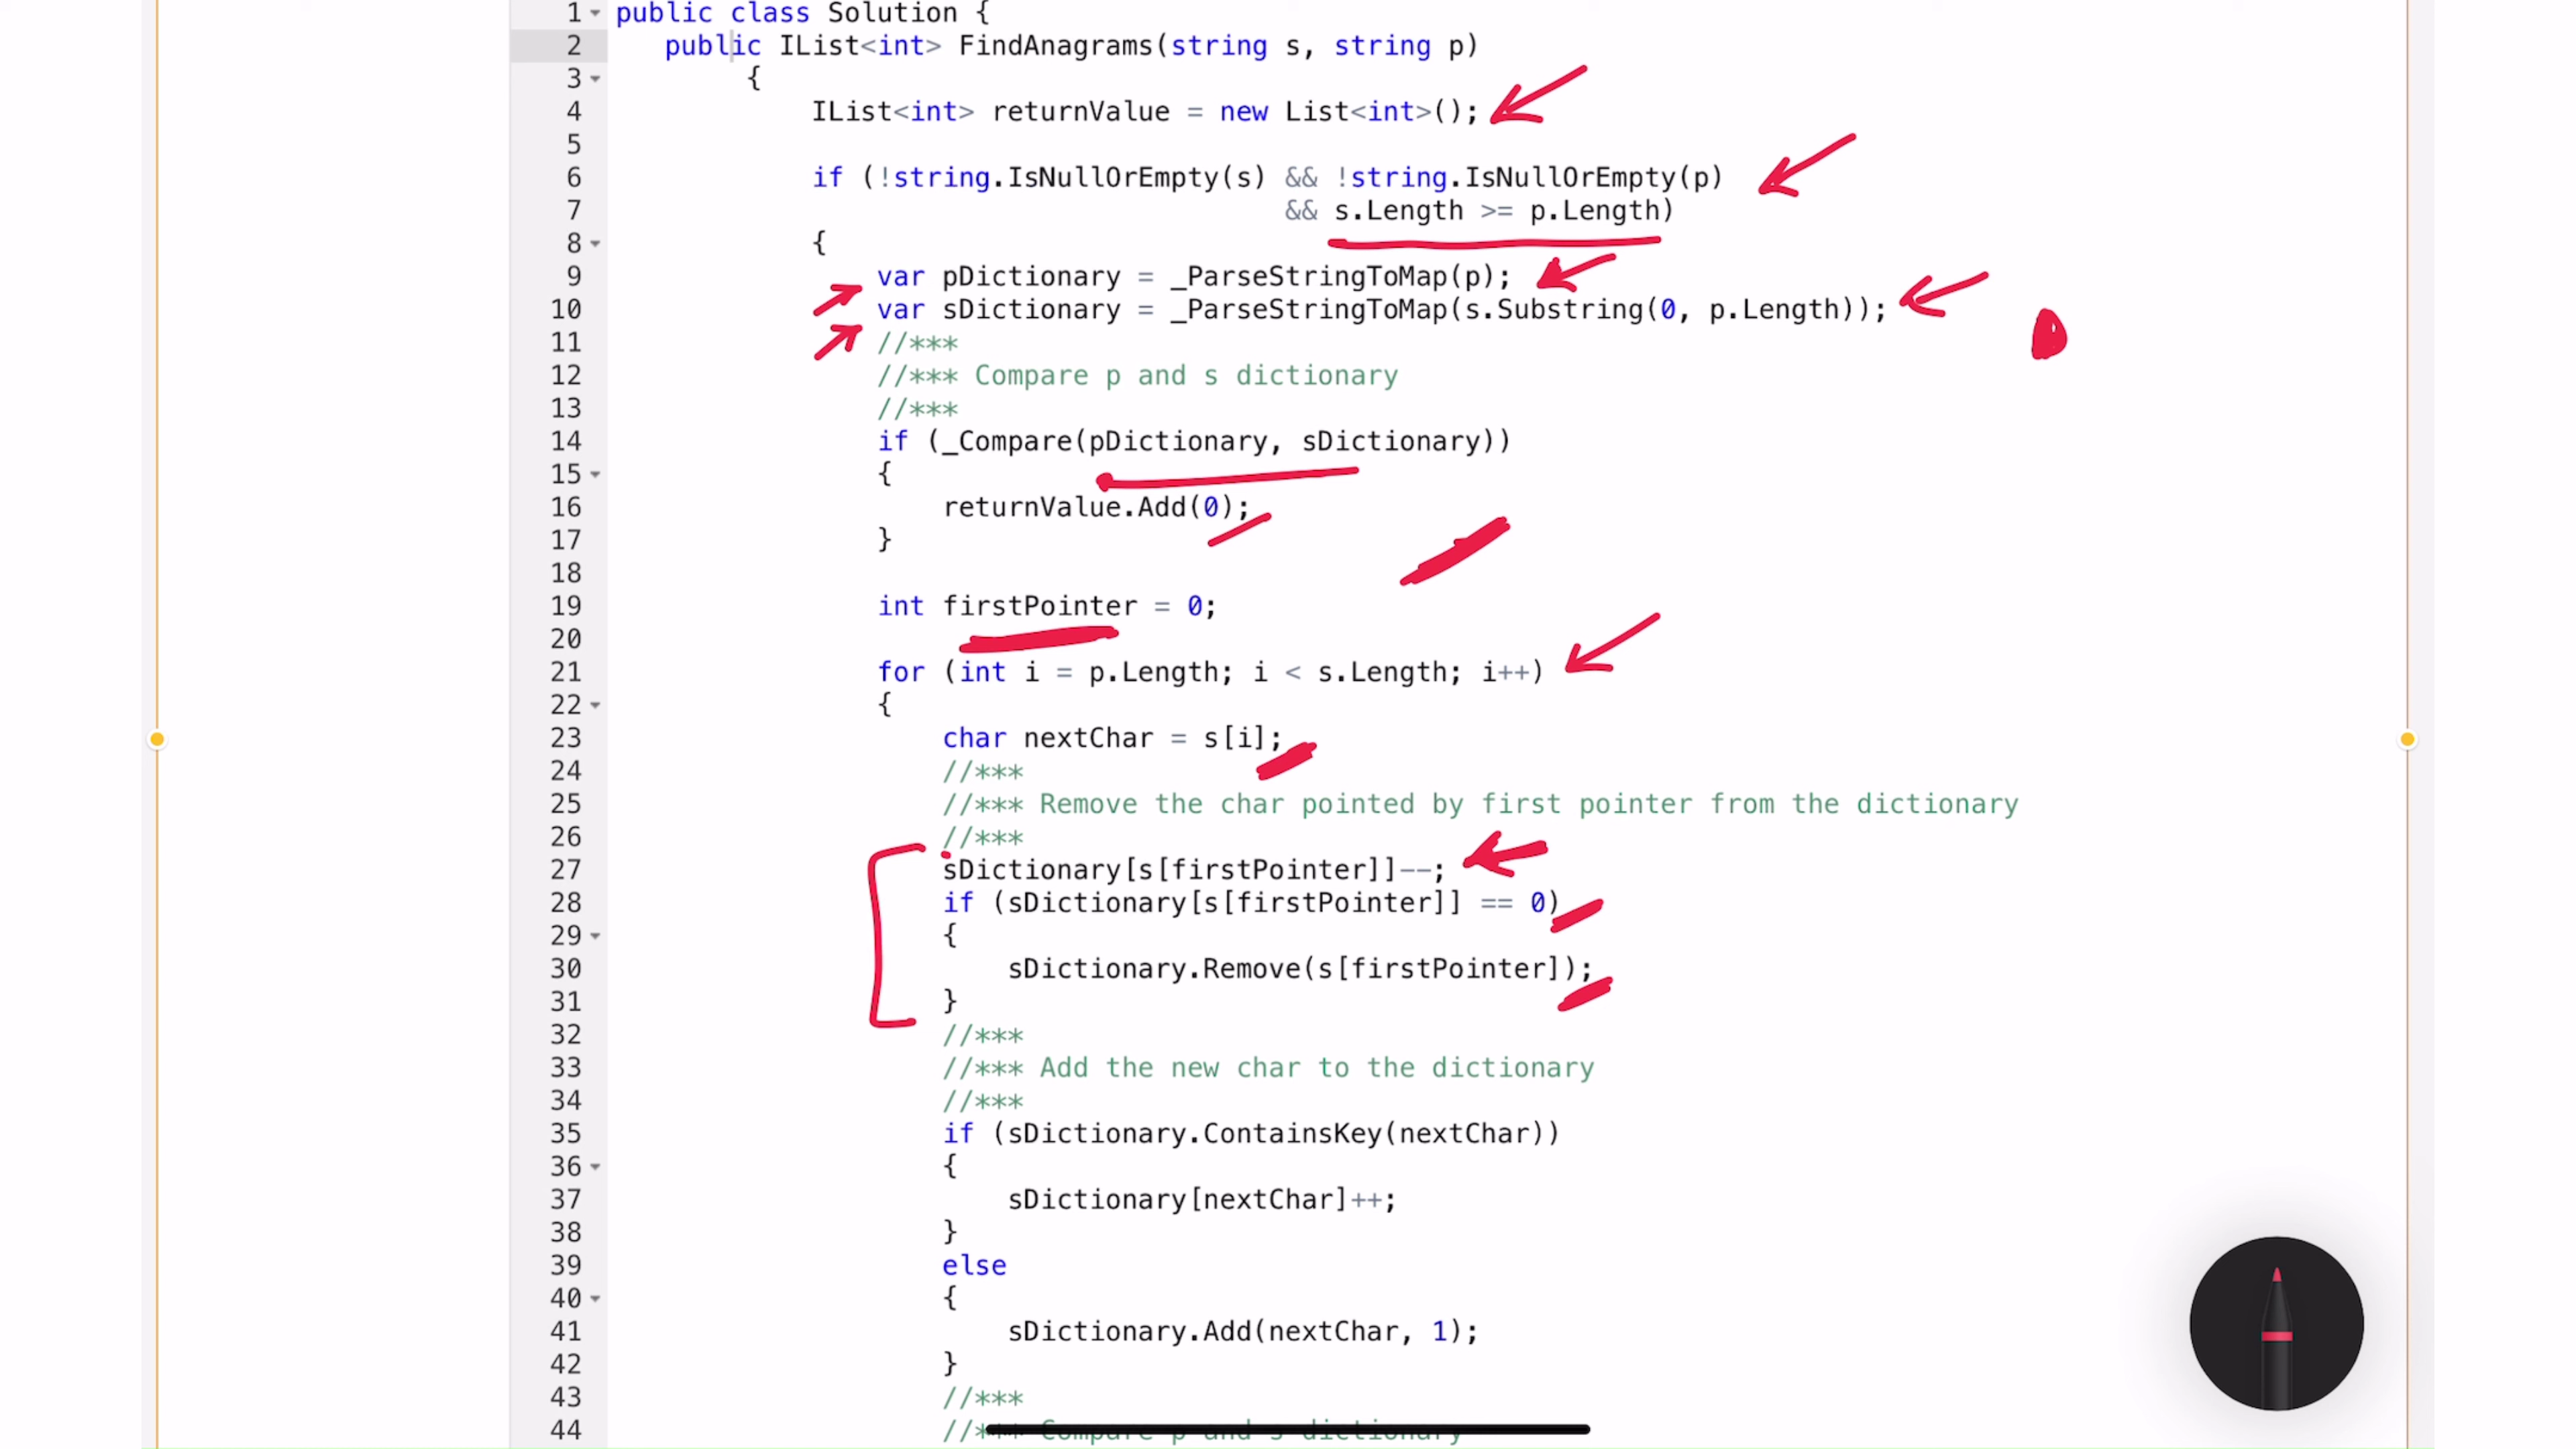 1 public class Solution {
2 public IList<int> FindAnagrams(string s, string p)
3 {
4 IList<int> returnValue = new List<int>();
5
6 if (!string.IsNullOrEmpty(s) && !string.IsNullOrEmpty(p)
7 && s.Length >= p.Length)
8 {
9 var pDictionary = _ParseStringToMap(p);
10 var sDictionary = _ParseStringToMap(s.Substring(0, p.Length));
11 //***
12 //*** Compare p and s dictionary
13 //***
14 if (_Compare(pDictionary, sDictionary))
15 {
16 returnValue.Add(0);
17 }
18
19 int firstPointer = 0;
20
21 for (int i = p.Length; i < s.Length; i++)
22 {
23 char nextChar = s[i];
24 //***
25 //*** Remove the char pointed by first pointer from the dictionary
26 //***
27 sDictionary[s[firstPointer]]--;
28 if (sDictionary[s[firstPointer]] == 0)
29 {
30 sDictionary.Remove(s[firstPointer]);
31 }
32 //***
33 //*** Add the new char to the dictionary
34 //***
35 if (sDictionary.ContainsKey(nextChar))
36 {
37 sDictionary[nextChar]++;
38 }
39 else
40 {
41 sDictionary.Add(nextChar, 1);
42 }
43 //***
44 //*** Compare p and s dictionary